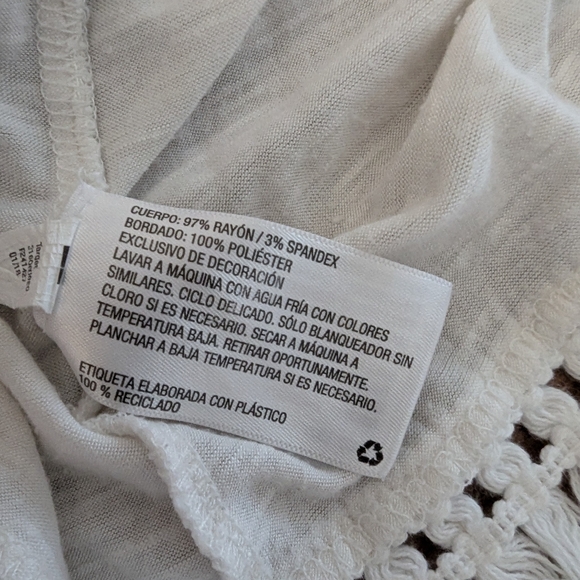 CUERPO: 97% RAYÓN / 3% SPANDEX
BORDADO: 100% POLIÉSTER
EXCLUSIVO DE DECORACIÓN
LAVAR A MÁQUINA CON AGUA FRÍA CON COLORES
SIMILARES, CICLO DELICADO. SÓLO BLANQUEADOR SIN
CLORO SI ES NECESARIO. SECAR A MÁQUINA A
TEMPERATURA BAJA. RETIRAR OPORTUNAMENTE.
PLANCHAR A BAJA TEMPERATURA SI ES NECESARIO.
ETIQUETA ELABORADA CON PLÁSTICO
100 % RECICLADO
01/18